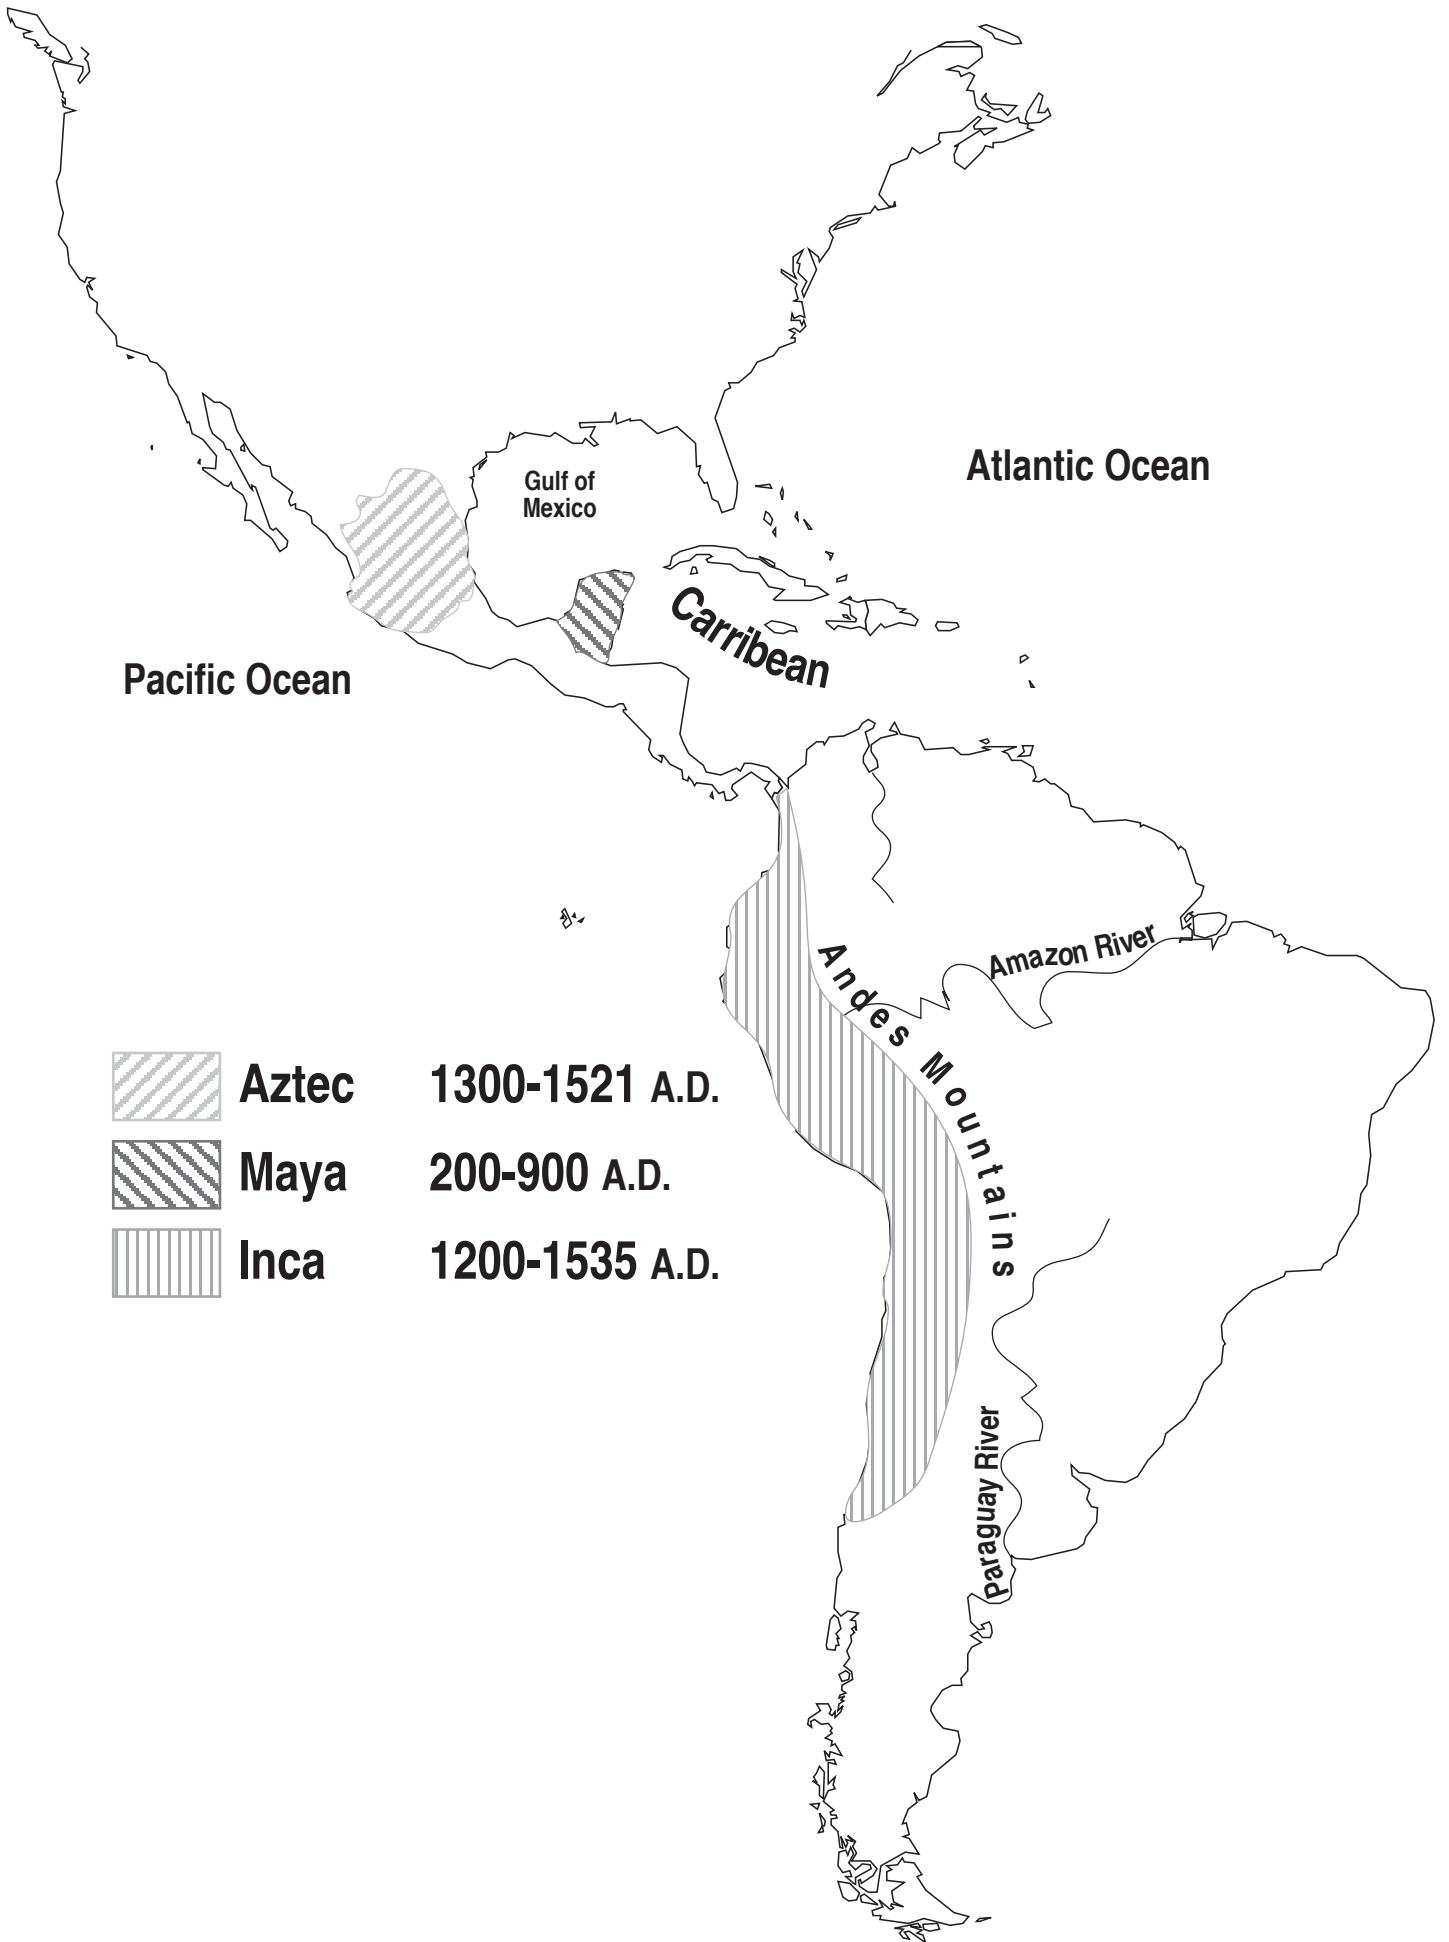 Atlantic Ocean
Gulf of
Mexico
Carribean
Pacific Ocean
Amazon River
Andes Mountains
Aztec 1300-1521 A.D.
Maya 200-900 A.D.
Inca 1200-1535 A.D.
Paraguay River